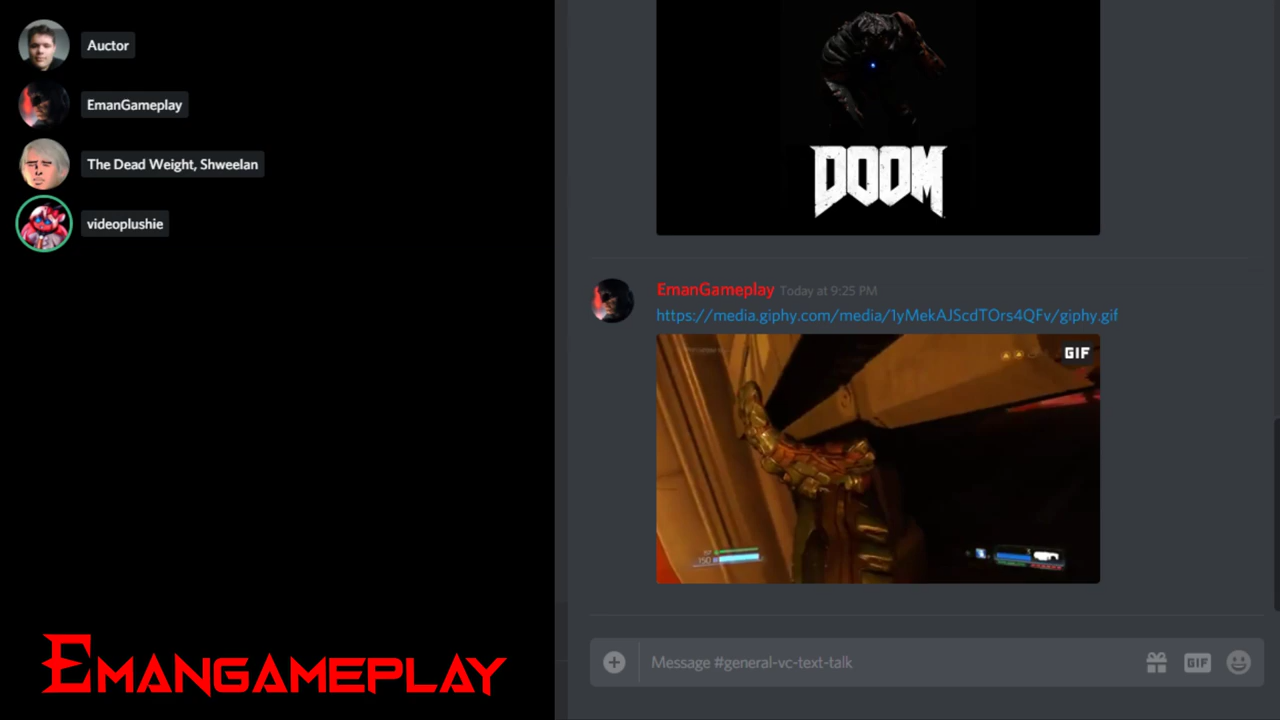 Auctor
EmanGameplay
The Dead Weight, Shweelan
videoplushie
EMANGAMEPLAY
DOOM
EmanGameplay Today at 9:25 PM
https://media.giphy.com/media/1yMekAJScdTOrs4QFv/giphy.gif
GIF
150
Message #general-vc-text-talk
GIF